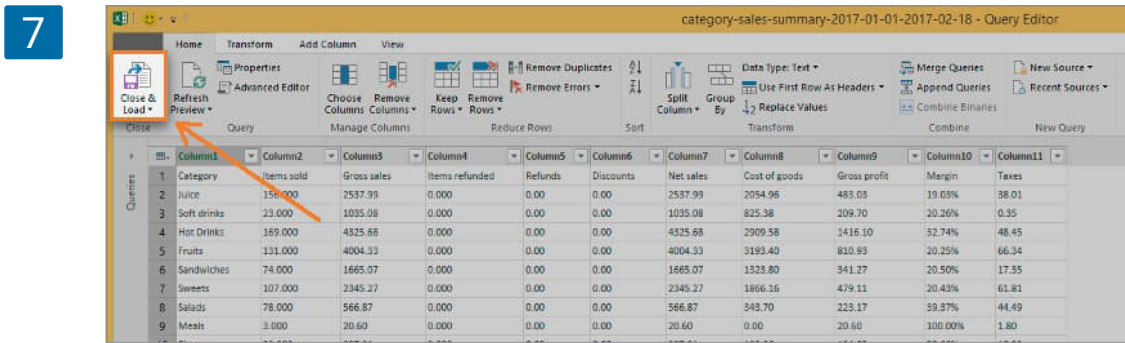 7
category-sales-summary-2017-01-01-2017-02-18 - Query Editor
Home Transform Add Column View
Close & Load
Refresh Preview
Properties
Advanced Editor
Choose Columns
Remove Columns
Keep Rows
Remove Rows
Remove Duplicates
Remove Errors
Split Column
Group By
Data Type: Text
Use First Row As Headers
Replace Values
Merge Queries
Append Queries
Combine Binaries
New Source
Recent Sources
Close Query Manage Columns Reduce Rows Sort Transform Combine New Query
Queries
Column1 Column2 Column3 Column4 Column5 Column6 Column7 Column8 Column9 Column10 Column11
1 Category Items sold Gross sales Items refunded Refunds Discounts Net sales Cost of goods Gross profit Margin Taxes
2 Juice 156.000 2537.99 0.000 0.00 0.00 2537.99 2054.96 483.03 19.03% 38.01
3 Soft drinks 23.000 1035.08 0.000 0.00 0.00 1035.08 825.38 209.70 20.26% 0.35
4 Hot Drinks 169.000 4325.68 0.000 0.00 0.00 4325.68 2909.58 1416.10 32.74% 48.45
5 Fruits 131.000 4004.33 0.000 0.00 0.00 4004.33 3193.40 810.93 20.25% 66.34
6 Sandwiches 74.000 1665.07 0.000 0.00 0.00 1665.07 1323.80 341.27 20.50% 17.35
7 Sweets 107.000 2345.27 0.000 0.00 0.00 2345.27 1866.16 479.11 20.43% 61.81
8 Salads 78.000 566.87 0.000 0.00 0.00 566.87 343.70 223.17 39.37% 44.49
9 Meals 3.000 20.60 0.000 0.00 0.00 20.60 0.00 20.60 100.00% 1.80